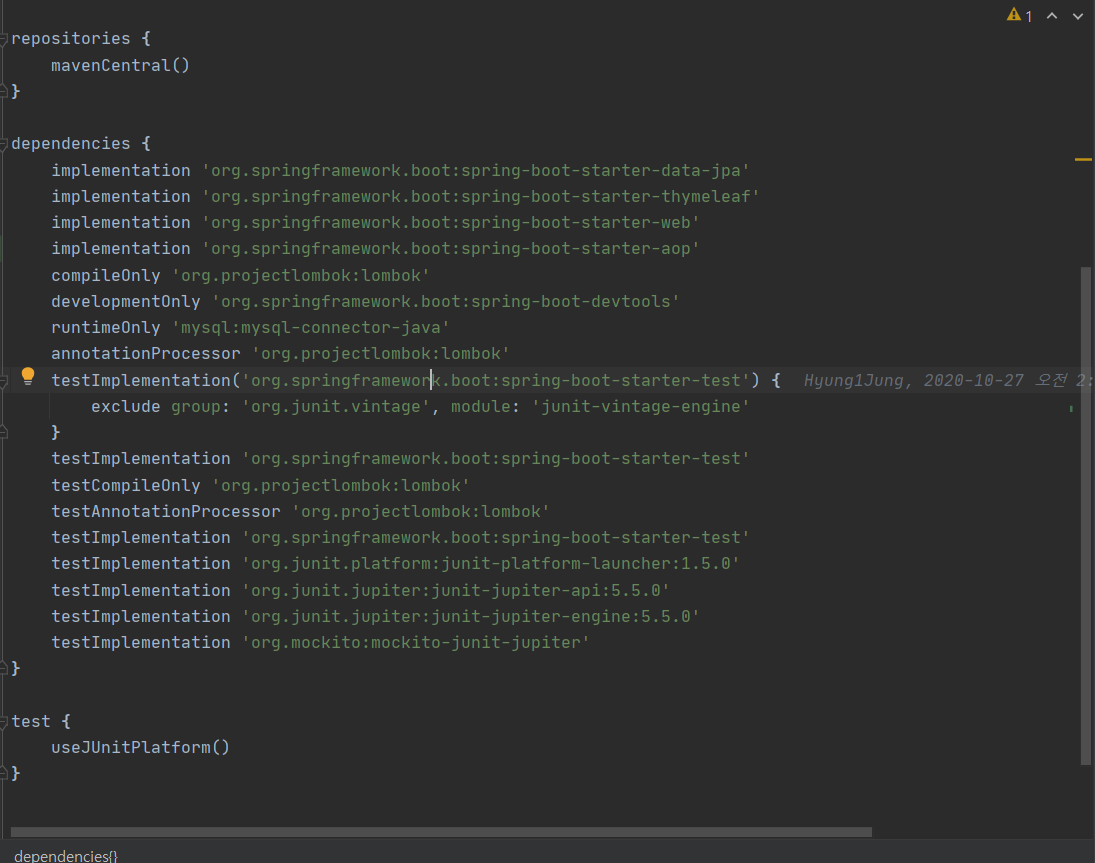 1
repositories {
    mavenCentral()
}
dependencies {
    implementation 'org.springframework.boot:spring-boot-starter-data-jpa'
    implementation 'org.springframework.boot:spring-boot-starter-thymeleaf'
    implementation 'org.springframework.boot:spring-boot-starter-web'
    implementation 'org.springframework.boot:spring-boot-starter-aop'
    compileOnly 'org.projectlombok:lombok'
    developmentOnly 'org.springframework.boot:spring-boot-devtools'
    runtimeOnly 'mysql:mysql-connector-java'
    annotationProcessor 'org.projectlombok:lombok'
    testImplementation('org.springframework.boot:spring-boot-starter-test') { Hyung1Jung, 2020-10-27 오전 2:
        exclude group: 'org.junit.vintage', module: 'junit-vintage-engine'
    }
    testImplementation 'org.springframework.boot:spring-boot-starter-test'
    testCompileOnly 'org.projectlombok:lombok'
    testAnnotationProcessor 'org.projectlombok:lombok'
    testImplementation 'org.springframework.boot:spring-boot-starter-test'
    testImplementation 'org.junit.platform:junit-platform-launcher:1.5.0'
    testImplementation 'org.junit.jupiter:junit-jupiter-api:5.5.0'
    testImplementation 'org.junit.jupiter:junit-jupiter-engine:5.5.0'
    testImplementation 'org.mockito:mockito-junit-jupiter'
}
test {
    useJUnitPlatform()
}
dependencies{}